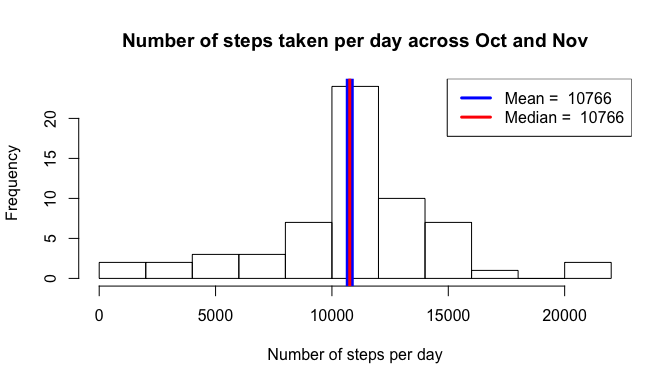 Number of steps taken per day across Oct and Nov
Mean = 10766
Median = 10766
Frequency
20
15
10
5
0
0 5000 10000 15000 20000
Number of steps per day